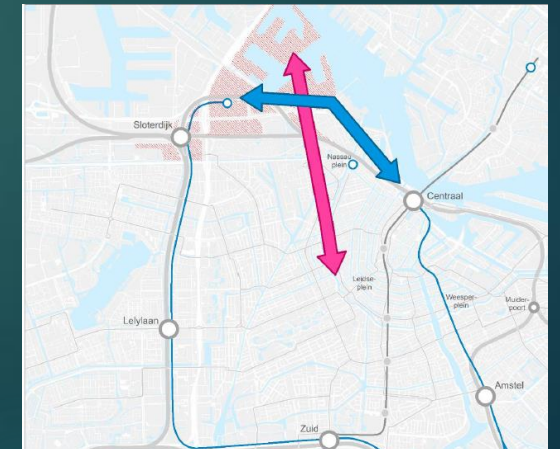 Sloterdijk
Nassau
plein
Centraal
Leidse-
plein
Weesper-
plein
Muider-
poort
Lelylaan
Amstel
Zuid